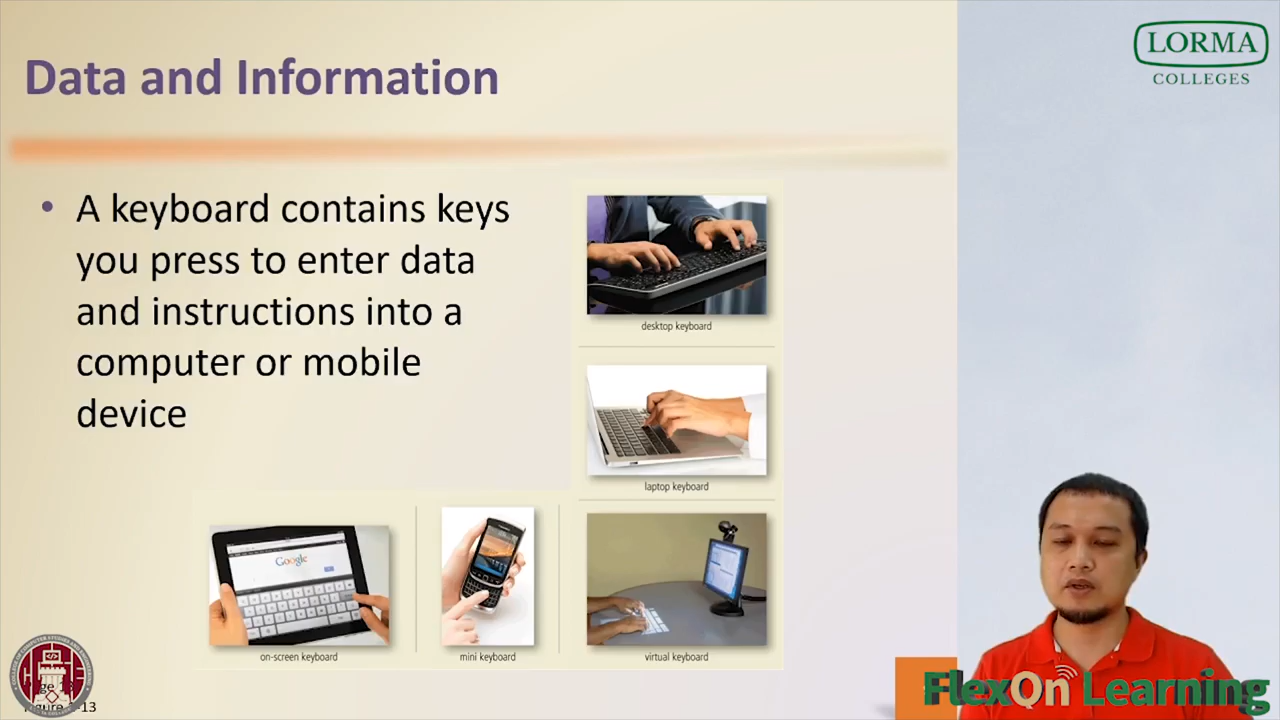 Data and Information
LORMA
COLLEGES
• A keyboard contains keys
you press to enter data
and instructions into a
computer or mobile
device
desktop keyboard
laptop keyboard
Google
on-screen keyboard
mini keyboard
virtual keyboard
FlexOn Learning